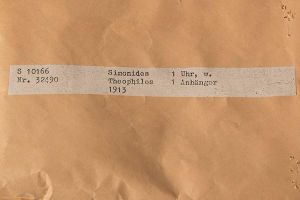 S 10166 Simonides 1 Uhr, u.
Nr. 32490 Theophilos 1 Anhänger
1913